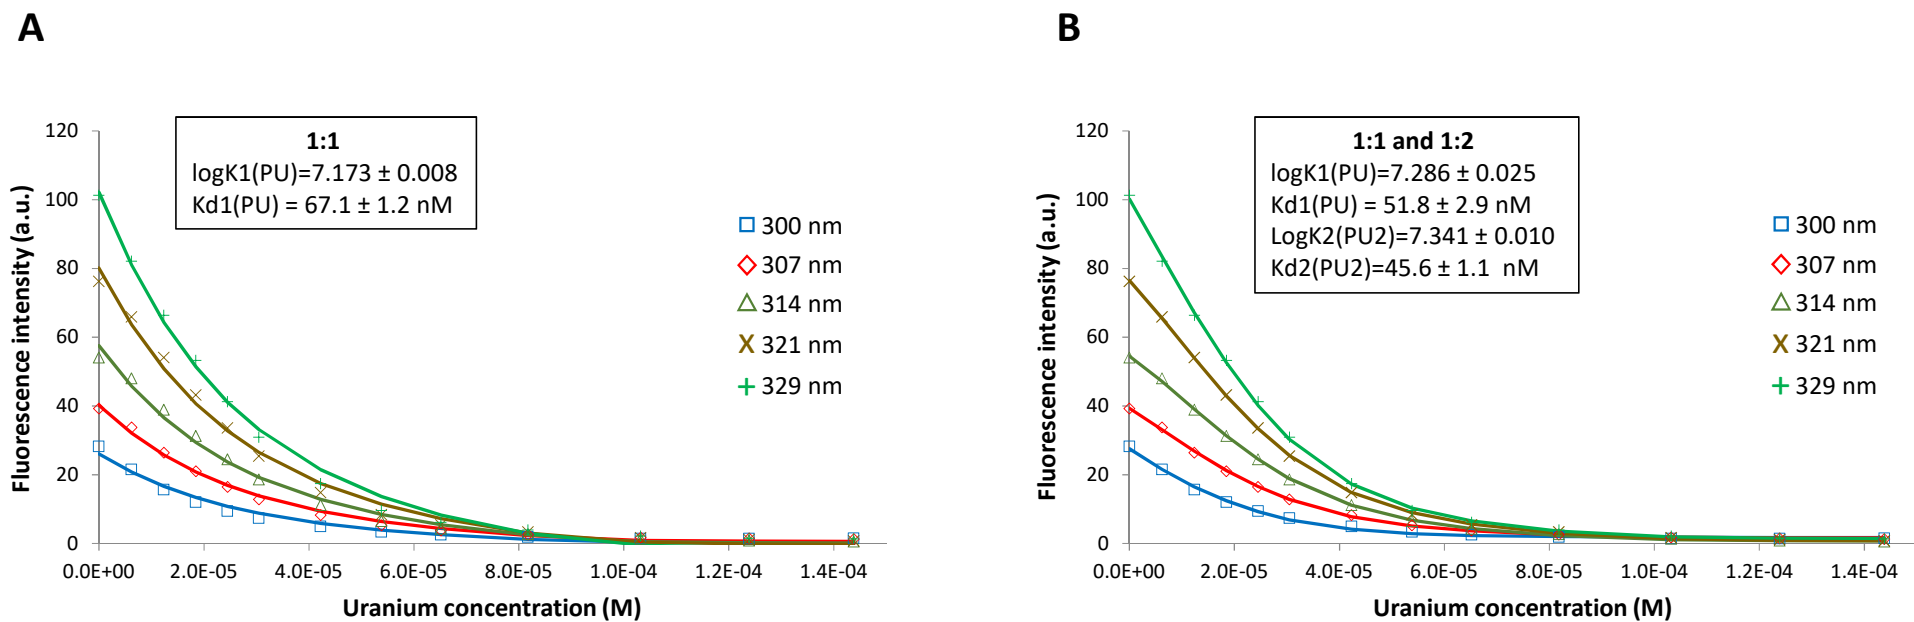 A
1:1
logK1(PU)=7.173 ± 0.008
Kd1(PU) = 67.1 ± 1.2 nM
Fluorescence intensity (a.u.)
120
100
80
60
40
20
0
0.0E+00 2.0E-05 4.0E-05 6.0E-05 8.0E-05 1.0E-04 1.2E-04 1.4E-04
Uranium concentration (M)
300 nm
307 nm
314 nm
321 nm
329 nm
B
1:1 and 1:2
logK1(PU)=7.286 ± 0.025
Kd1(PU) = 51.8 ± 2.9 nM
LogK2(PU2)=7.341 ± 0.010
Kd2(PU2)=45.6 ± 1.1 nM
Fluorescence intensity (a.u.)
120
100
80
60
40
20
0
0.0E+00 2.0E-05 4.0E-05 6.0E-05 8.0E-05 1.0E-04 1.2E-04 1.4E-04
Uranium concentration (M)
300 nm
307 nm
314 nm
321 nm
329 nm